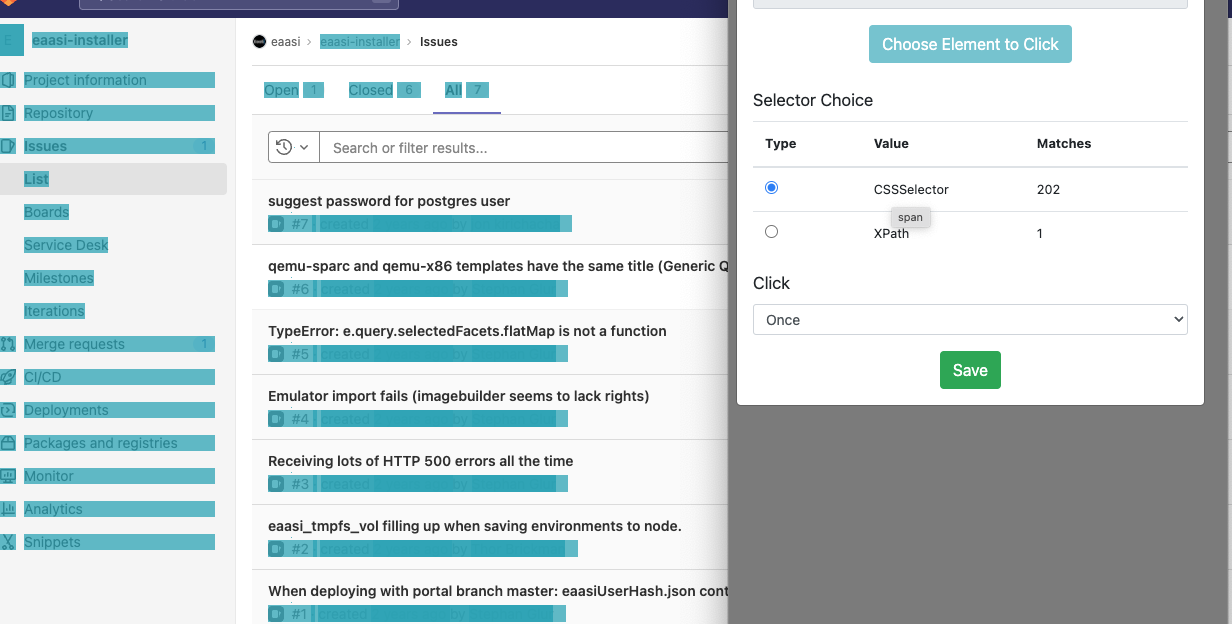 E
eaasi-installer
Project information
Repository
Issues 1
List
Boards
Service Desk
Milestones
Iterations
Merge requests 1
CI/CD
Deployments
Packages and registries
Monitor
Analytics
Snippets
eaasi > eaasi-installer > Issues
Open 1 Closed 6 All 7
Search or filter results...
suggest password for postgres user
#7 created by
qemu-sparc and qemu-x86 templates have the same title (Generic Q
#6 created by
TypeError: e.query.selectedFacets.flatMap is not a function
#5 created by
Emulator import fails (imagebuilder seems to lack rights)
#4 created by
Receiving lots of HTTP 500 errors all the time
#3 created by
eaasi_tmpfs_vol filling up when saving environments to node.
#2 created by
When deploying with portal branch master: eaasiUserHash.json cont
#1 created by
Choose Element to Click
Selector Choice
Type Value Matches
CSSSelector 202
span
XPath 1
Click
Once
Save